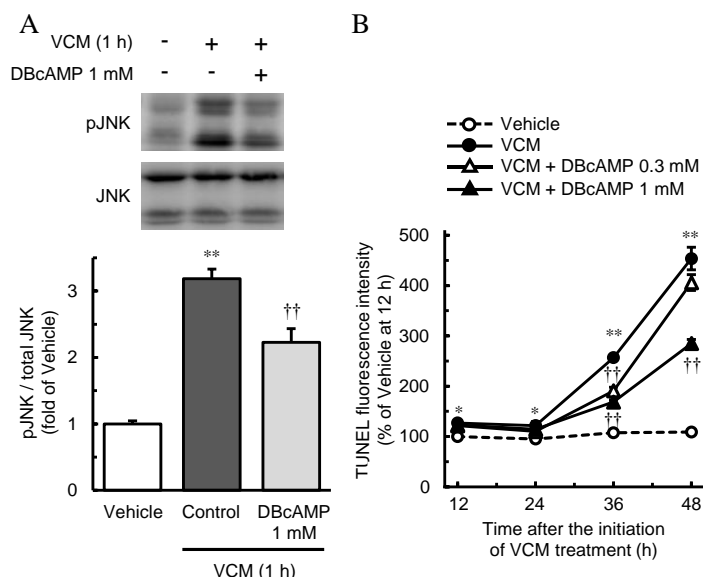 A
VCM (1 h) - + +
DBcAMP 1 mM - - +
pJNK
JNK
pJNK / total JNK
(fold of Vehicle)
3
2
1
0
**
††
Vehicle Control DBcAMP
1 mM
VCM (1 h)
B
Vehicle
VCM
VCM + DBcAMP 0.3 mM
VCM + DBcAMP 1 mM
TUNEL fluorescence intensity
(% of Vehicle at 12 h)
500
400
300
200
100
0
* * ** **
††
††
††
12 24 36 48
Time after the initiation
of VCM treatment (h)